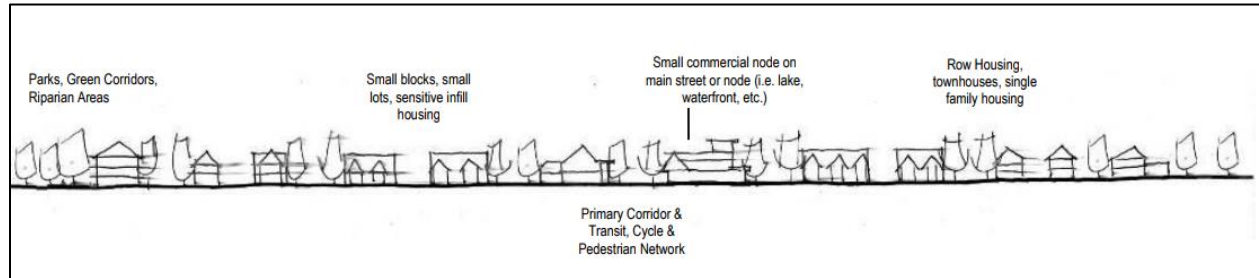 Parks, Green Corridors,
Riparian Areas
Small blocks, small
lots, sensitive infill
housing
Small commercial node on
main street or node (i.e. lake,
waterfront, etc.)
Row Housing,
townhouses, single
family housing
Primary Corridor &
Transit, Cycle &
Pedestrian Network